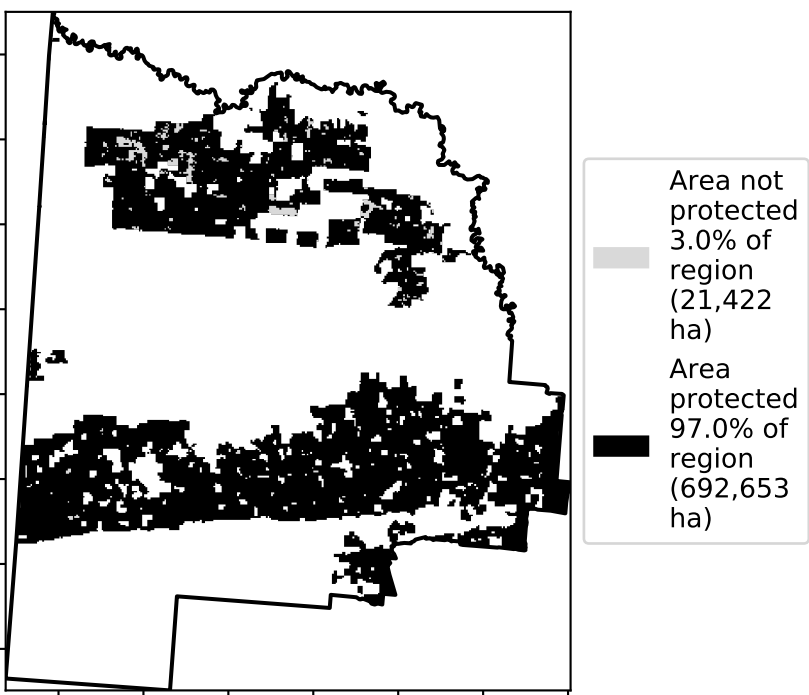 Area not
protected
3.0% of
region
(21,422
ha)
Area
protected
97.0% of
region
(692,653
ha)